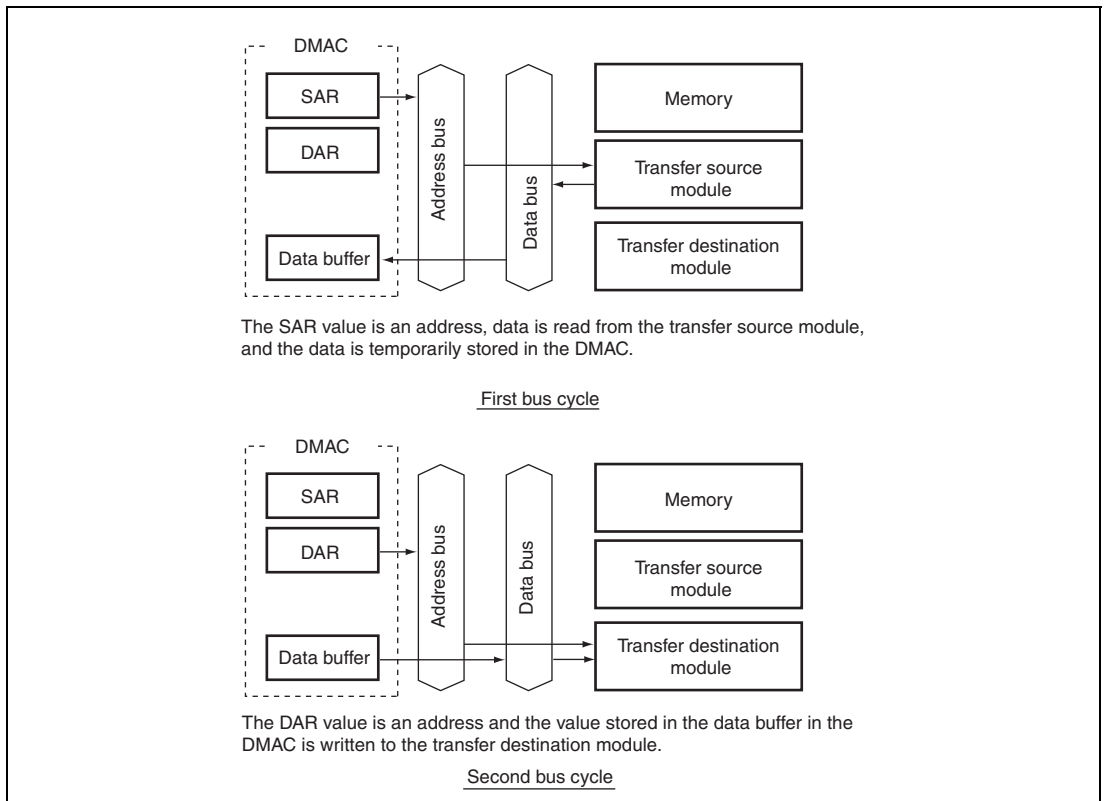 DMAC
SAR
DAR
Data buffer
Address bus
Data bus
Memory
Transfer source
module
Transfer destination
module
The SAR value is an address, data is read from the transfer source module,
and the data is temporarily stored in the DMAC.
First bus cycle
DMAC
SAR
DAR
Data buffer
Address bus
Data bus
Memory
Transfer source
module
Transfer destination
module
The DAR value is an address and the value stored in the data buffer in the
DMAC is written to the transfer destination module.
Second bus cycle